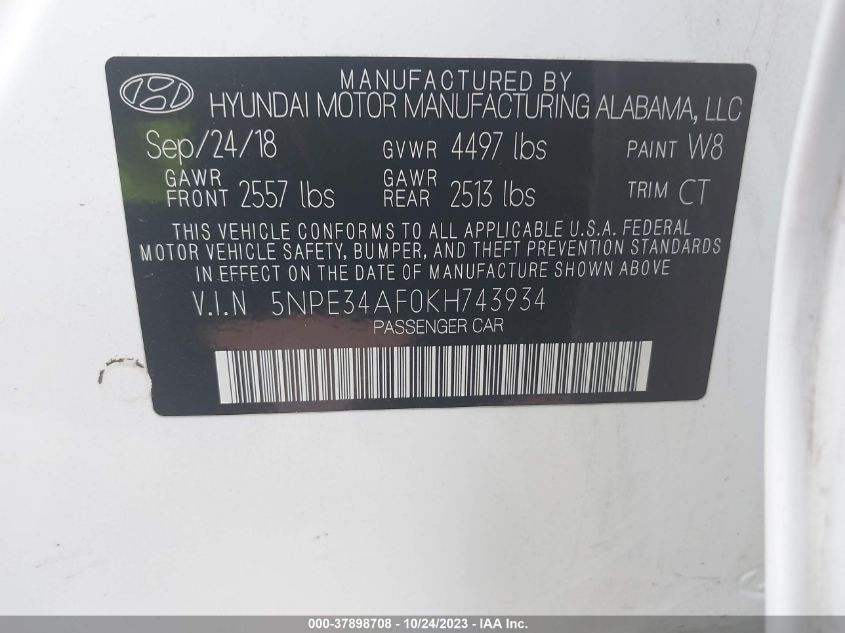 MANUFACTURED BY
HYUNDAI MOTOR MANUFACTURING ALABAMA, LLC
Sep/24/18 GVWR 4497 lbs PAINT W8
GAWR FRONT 2557 lbs GAWR REAR 2513 lbs TRIM CT
THIS VEHICLE CONFORMS TO ALL APPLICABLE U.S.A. FEDERAL
MOTOR VEHICLE SAFETY, BUMPER, AND THEFT PREVENTION STANDARDS
IN EFFECT ON THE DATE OF MANUFACTURE SHOWN ABOVE
V.I.N 5NPE34AF0KH743934
PASSENGER CAR
000-37898708 - 10/24/2023 - IAA Inc.